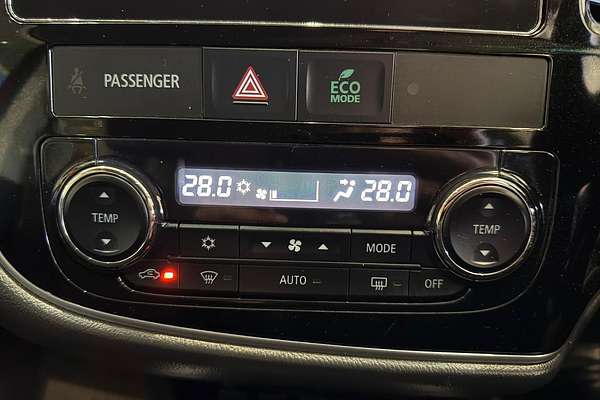 PASSENGER
ECO
MODE
28.0 28.0
TEMP
TEMP
MODE
AUTO
OFF